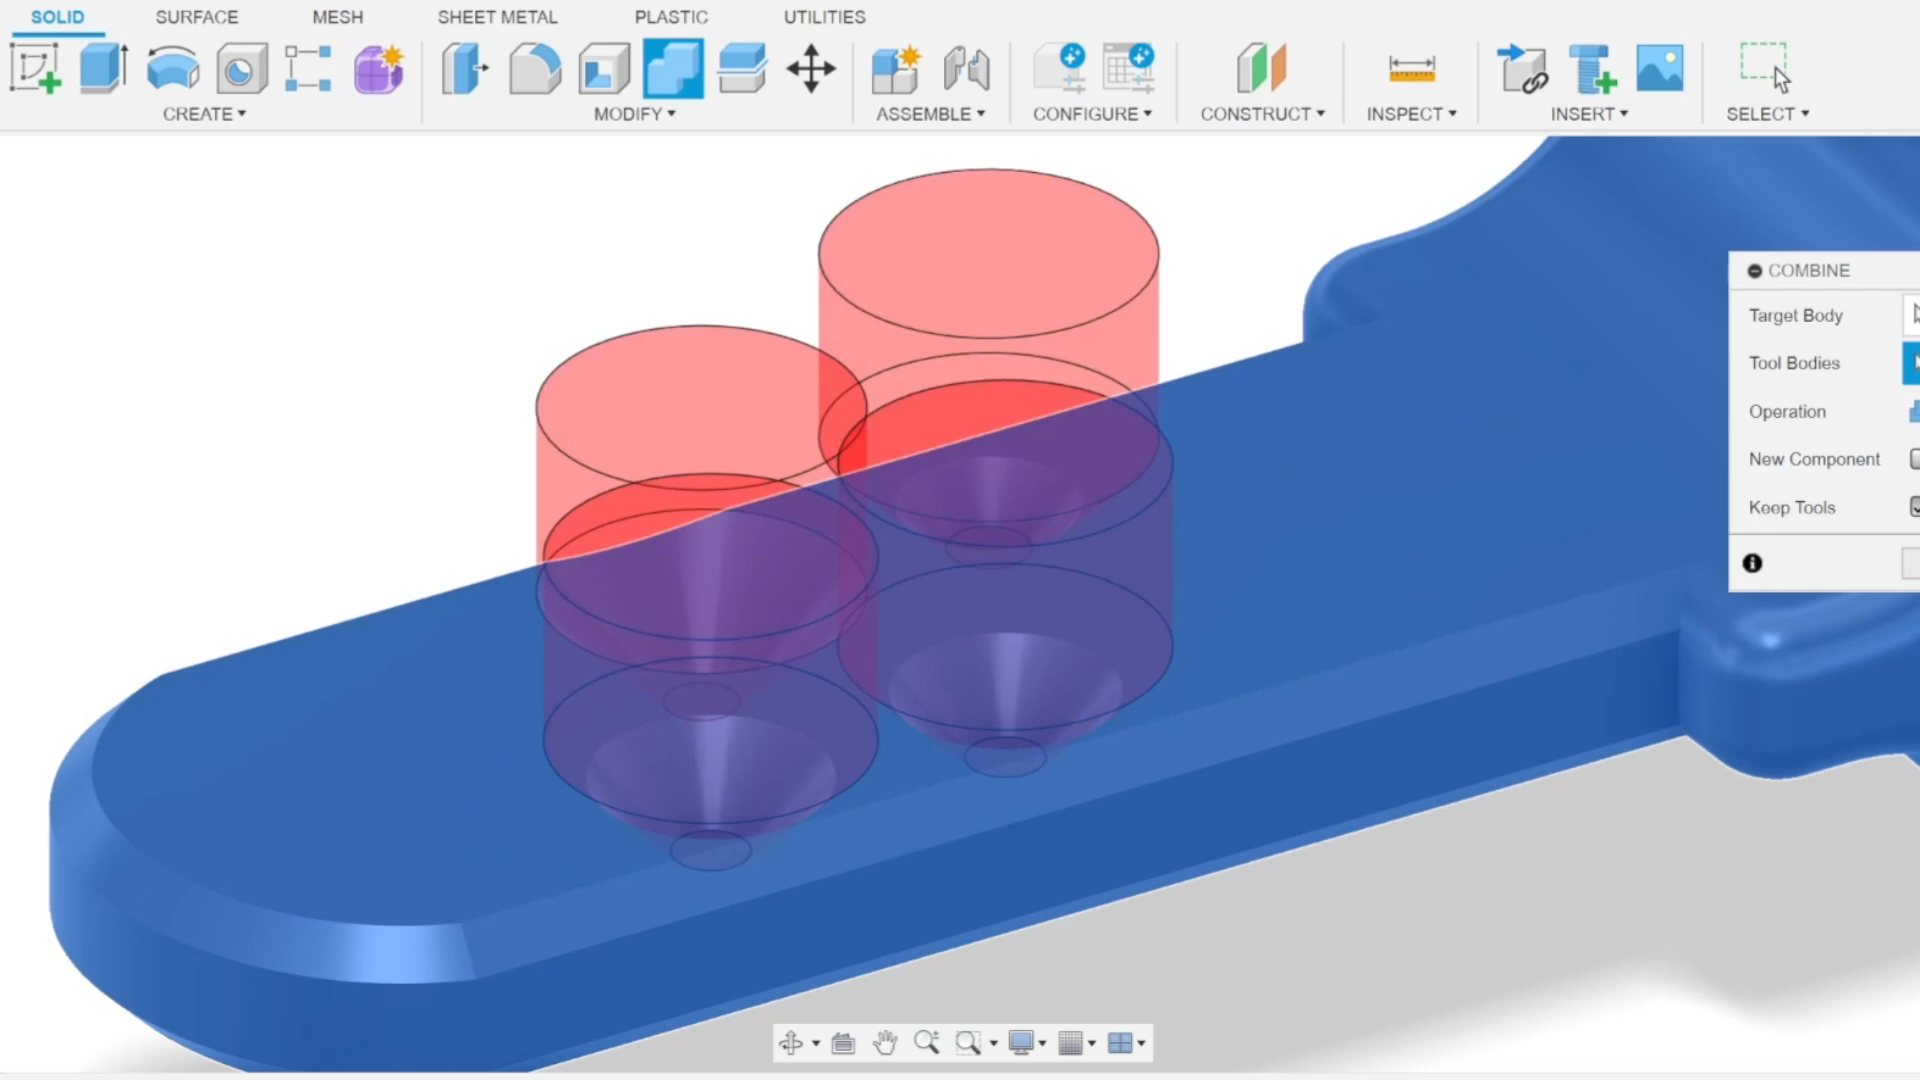 SOLID SURFACE MESH SHEET METAL PLASTIC UTILITIES
CREATE MODIFY ASSEMBLE CONFIGURE CONSTRUCT INSPECT INSERT SELECT
COMBINE
Target Body
Tool Bodies
Operation
New Component
Keep Tools